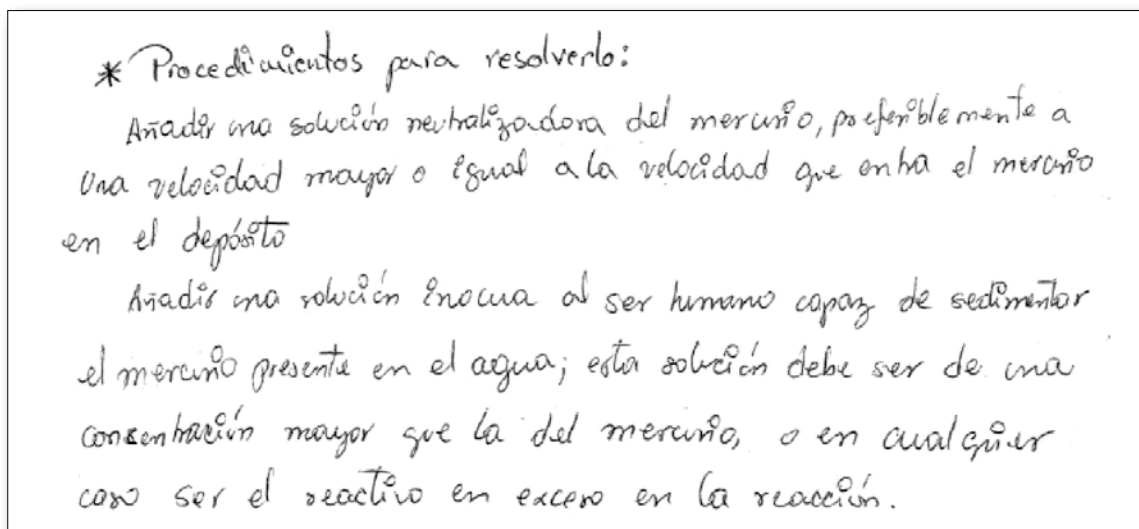 * Procedimientos para resolverlo:
Añadir una solución neutralizadora del mercurio, preferiblemente a
una velocidad mayor o igual a la velocidad que entra el mercurio
en el depósito
Añadir una solución inocua al ser humano capaz de sedimentar
el mercurio presente en el agua; esta solución debe ser de una
consentración mayor que la del mercurio, o en cualquier
caso ser el reactivo en exceso en la reacción.